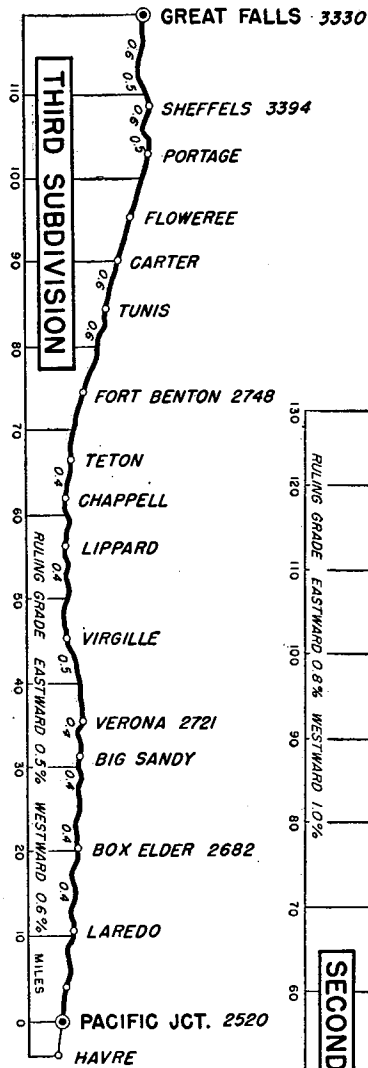 GREAT FALLS 3330
0.6
110
0.5
SHEFFELS 3394
0.6
0.5
PORTAGE
100
FLOWEREE
90
CARTER
0.6
TUNIS
0.6
80
FORT BENTON 2748
70
TETON
0.4
CHAPPELL
60
LIPPARD
0.4
50
VIRGILLE
0.5
40
VERONA 2721
0.4
BIG SANDY
30
0.4
0.4
BOX ELDER 2682
20
0.4
LAREDO
10
PACIFIC JCT. 2520
0
HAVRE
THIRD SUBDIVISION
RULING GRADE EASTWARD 0.5% WESTWARD 0.6%
MILES
130
120
110
100
90
80
70
60
RULING GRADE EASTWARD 0.8% WESTWARD 1.0%
SECOND